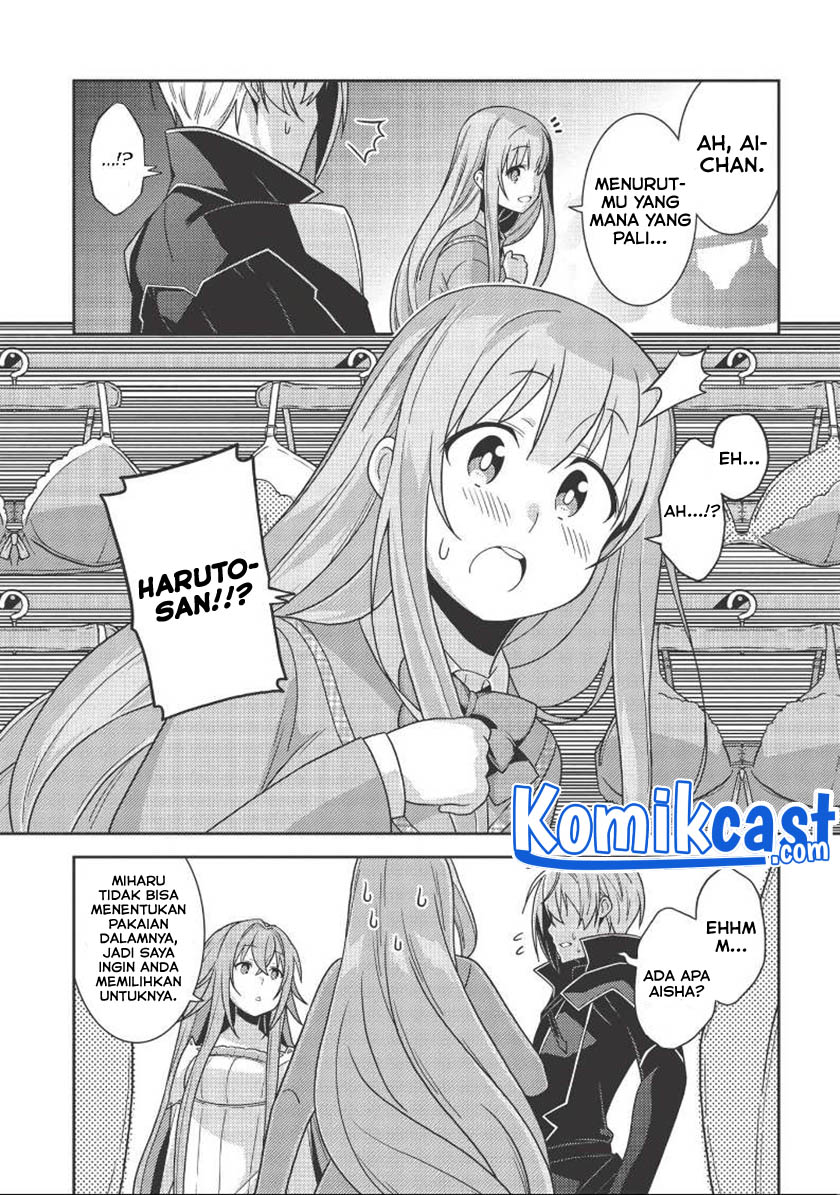 AH, AI-
CHAN.
MENURUT-
MU YANG
MANA YANG
PALI...
...!?
EH...
AH...!?
HARUTO-
SAN!!?
Komikcast
.com
EHHM
M...
ADA APA
AISHA?
MIHARU
TIDAK BISA
MENENTUKAN
PAKAIAN
DALAMNYA,
JADI SAYA
INGIN ANDA
MEMILIHKAN
UNTUKNYA.